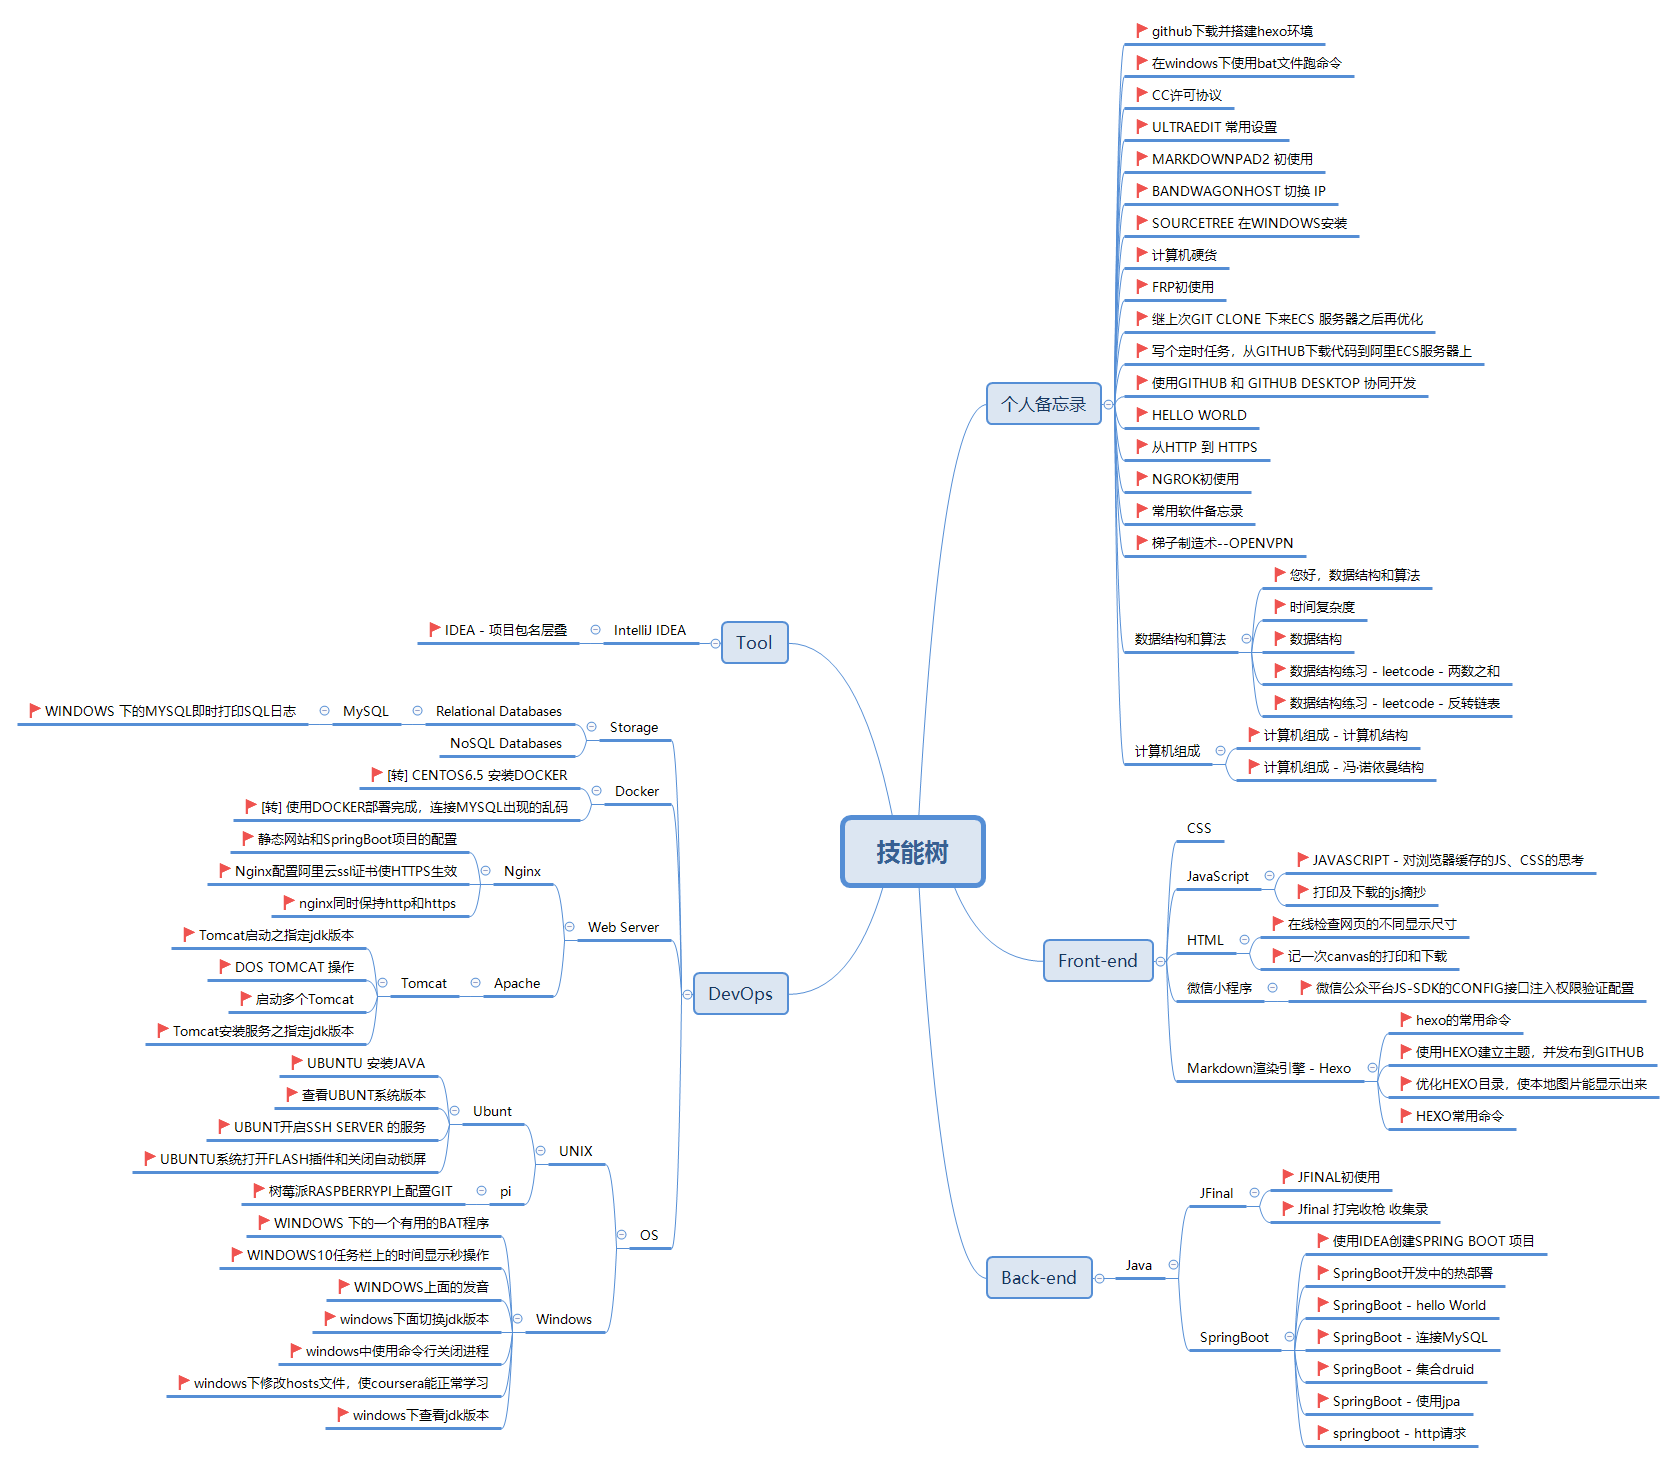 技能树
个人备忘录
github下载并搭建hexo环境
在windows下使用bat文件跑命令
CC许可协议
ULTRAEDIT 常用设置
MARKDOWNPAD2 初使用
BANDWAGONHOST 切换 IP
SOURCETREE 在WINDOWS安装
计算机硬货
FRP初使用
继上次GIT CLONE 下来ECS 服务器之后再优化
写个定时任务，从GITHUB下载代码到阿里ECS服务器上
使用GITHUB 和 GITHUB DESKTOP 协同开发
HELLO WORLD
从HTTP 到 HTTPS
NGROK初使用
常用软件备忘录
梯子制造术--OPENVPN
数据结构和算法
您好，数据结构和算法
时间复杂度
数据结构
数据结构练习 - leetcode - 两数之和
数据结构练习 - leetcode - 反转链表
计算机组成
计算机组成 - 计算机结构
计算机组成 - 冯·诺依曼结构
Front-end
CSS
JavaScript
JAVASCRIPT - 对浏览器缓存的JS、CSS的思考
打印及下载的js摘抄
HTML
在线检查网页的不同显示尺寸
记一次canvas的打印和下载
微信小程序
微信公众平台JS-SDK的CONFIG接口注入权限验证配置
Markdown渲染引擎 - Hexo
hexo的常用命令
使用HEXO建立主题，并发布到GITHUB
优化HEXO目录，使本地图片能显示出来
HEXO常用命令
Back-end
Java
JFinal
JFINAL初使用
Jfinal 打完收枪 收集录
SpringBoot
使用IDEA创建SPRING BOOT 项目
SpringBoot开发中的热部署
SpringBoot - hello World
SpringBoot - 连接MySQL
SpringBoot - 集合druid
SpringBoot - 使用jpa
springboot - http请求
Tool
IntelliJ IDEA
IDEA - 项目包名层叠
DevOps
Storage
Relational Databases
MySQL
WINDOWS 下的MYSQL即时打印SQL日志
NoSQL Databases
Docker
[转] CENTOS6.5 安装DOCKER
[转] 使用DOCKER部署完成，连接MYSQL出现的乱码
Web Server
Nginx
静态网站和SpringBoot项目的配置
Nginx配置阿里云ssl证书使HTTPS生效
nginx同时保持http和https
Apache
Tomcat
Tomcat启动之指定jdk版本
DOS TOMCAT 操作
启动多个Tomcat
Tomcat安装服务之指定jdk版本
OS
UNIX
Ubunt
UBUNTU 安装JAVA
查看UBUNT系统版本
UBUNT开启SSH SERVER 的服务
UBUNTU系统打开FLASH插件和关闭自动锁屏
pi
树莓派RASPBERRYPI上配置GIT
Windows
WINDOWS 下的一个有用的BAT程序
WINDOWS10任务栏上的时间显示秒操作
WINDOWS上面的发音
windows下面切换jdk版本
windows中使用命令行关闭进程
windows下修改hosts文件，使coursera能正常学习
windows下查看jdk版本